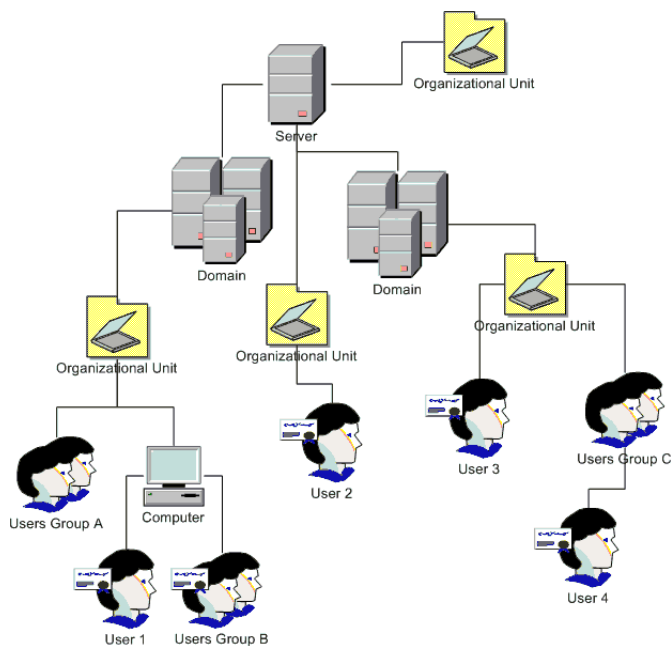 Organizational Unit
Server
Domain
Domain
Organizational Unit
Organizational Unit
Organizational Unit
Users Group A
Computer
User 2
User 3
Users Group C
User 1
Users Group B
User 4